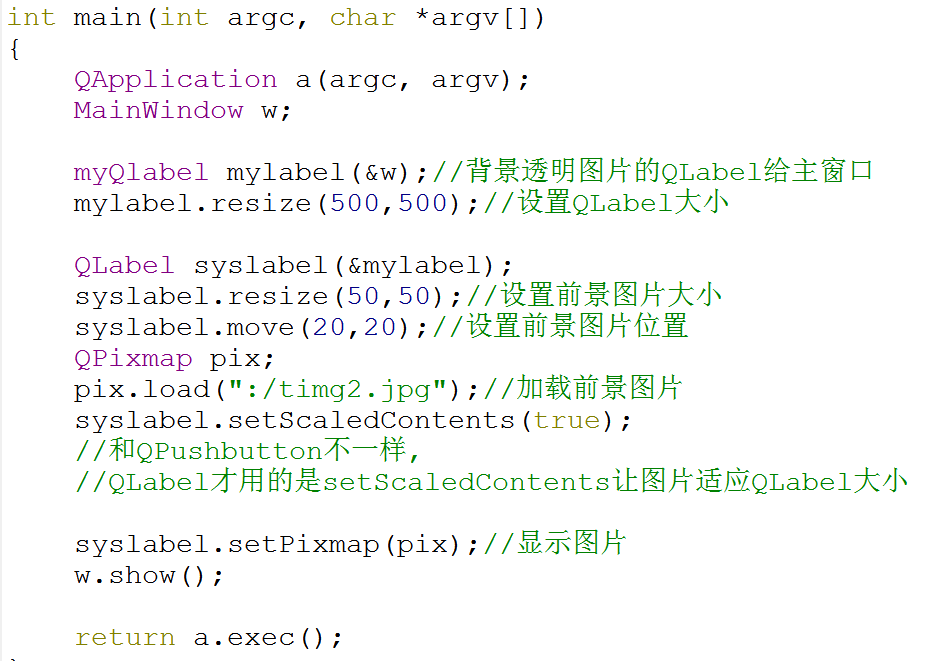 int main(int argc, char *argv[])
{
QApplication a(argc, argv);
MainWindow w;
myQlabel mylabel(&w);//背景透明图片的QLabel给主窗口
mylabel.resize(500,500);//设置QLabel大小
QLabel syslabel(&mylabel);
syslabel.resize(50,50);//设置前景图片大小
syslabel.move(20,20);//设置前景图片位置
QPixmap pix;
pix.load(":/timg2.jpg");//加载前景图片
syslabel.setScaledContents(true);
//和QPushbutton不一样,
//QLabel才用的是setScaledContents让图片适应QLabel大小
syslabel.setPixmap(pix);//显示图片
w.show();
return a.exec();